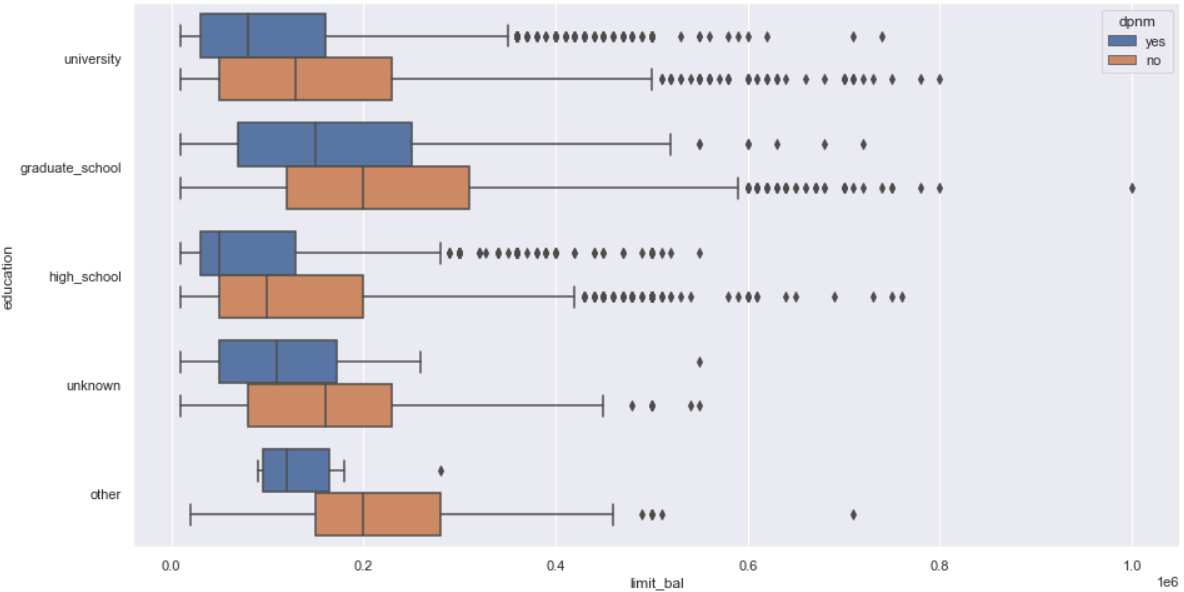 dpnm
yes
no
university
graduate_school
high_school
unknown
other
education
0.0 0.2 0.4 0.6 0.8 1.0
limit_bal
1e6